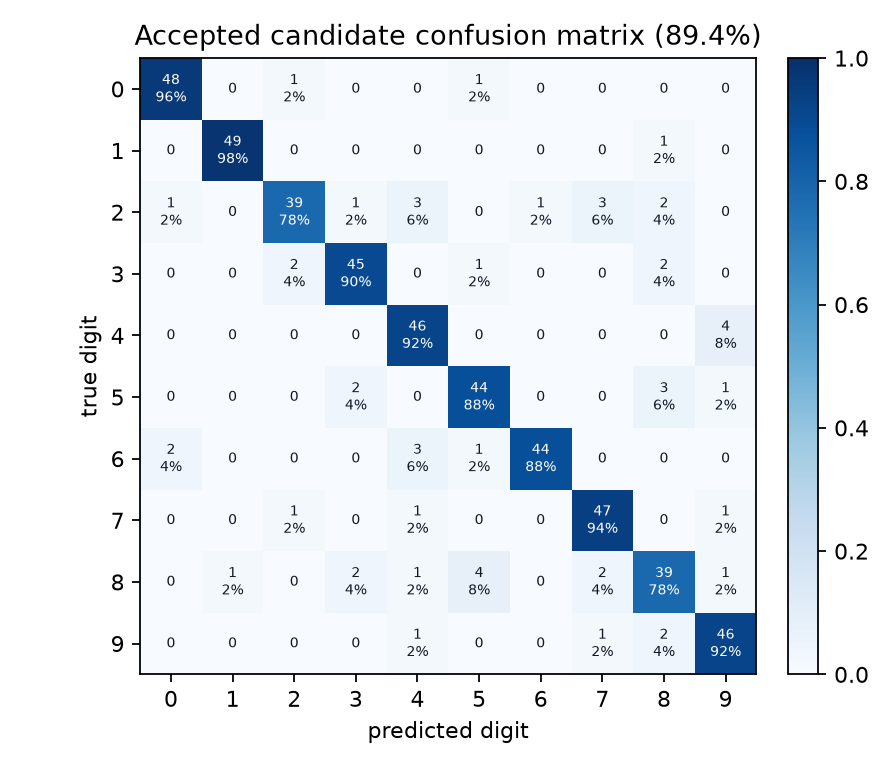 Accepted candidate confusion matrix (89.4%)
0 48 96% 0 1 2% 0 0 1 2% 0 0 0 0
1 0 49 98% 0 0 0 0 0 0 1 2% 0
2 1 2% 0 39 78% 1 2% 3 6% 0 1 2% 3 6% 2 4% 0
3 0 0 2 4% 45 90% 0 1 2% 0 0 2 4% 0
4 0 0 0 0 46 92% 0 0 0 0 4 8%
5 0 0 0 2 4% 0 44 88% 0 0 3 6% 1 2%
6 2 4% 0 0 0 3 6% 1 2% 44 88% 0 0 0
7 0 0 1 2% 0 1 2% 0 0 47 94% 0 1 2%
8 0 1 2% 0 2 4% 1 2% 4 8% 0 2 4% 39 78% 1 2%
9 0 0 0 0 1 2% 0 0 1 2% 2 4% 46 92%
0 1 2 3 4 5 6 7 8 9
predicted digit
true digit
1.0
0.8
0.6
0.4
0.2
0.0